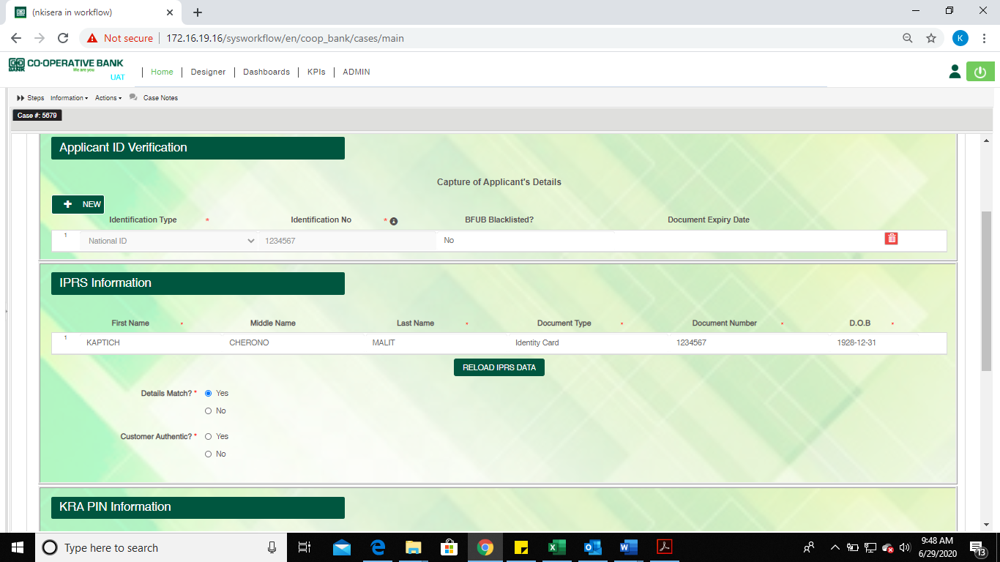 (nkisera in workflow)
Not secure 172.16.19.16/sysworkflow/en/coop_bank/cases/main
K
CO-OPERATIVE BANK
BANK We are you
UAT
Home Designer Dashboards KPIs ADMIN
Steps Information Actions Case Notes
Case #: 5679
Applicant ID Verification
Capture of Applicant's Details
+ NEW
Identification Type * Identification No * BFUB Blacklisted? Document Expiry Date
1 National ID 1234567 No
IPRS Information
First Name * Middle Name Last Name * Document Type * Document Number * D.O.B *
1 KAPTICH CHERONO MALIT Identity Card 1234567 1928-12-31
RELOAD IPRS DATA
Details Match? * Yes
No
Customer Authentic? * Yes
No
KRA PIN Information
Type here to search
9:48 AM
6/29/2020
13